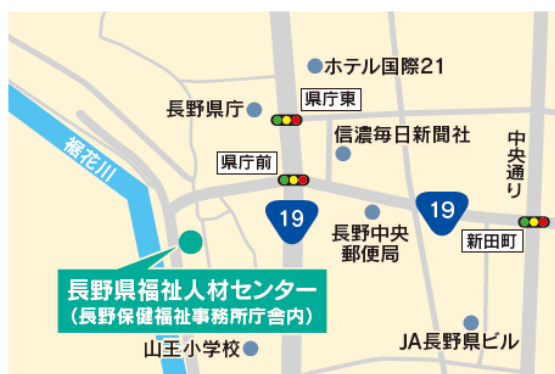 ホテル国際21
県庁東
長野県庁
信濃毎日新聞社
中央通り
裾花川
県庁前
19
19
長野中央
郵便局
新田町
長野県福祉人材センター
（長野保健福祉事務所庁舎内）
山王小学校
JA長野県ビル